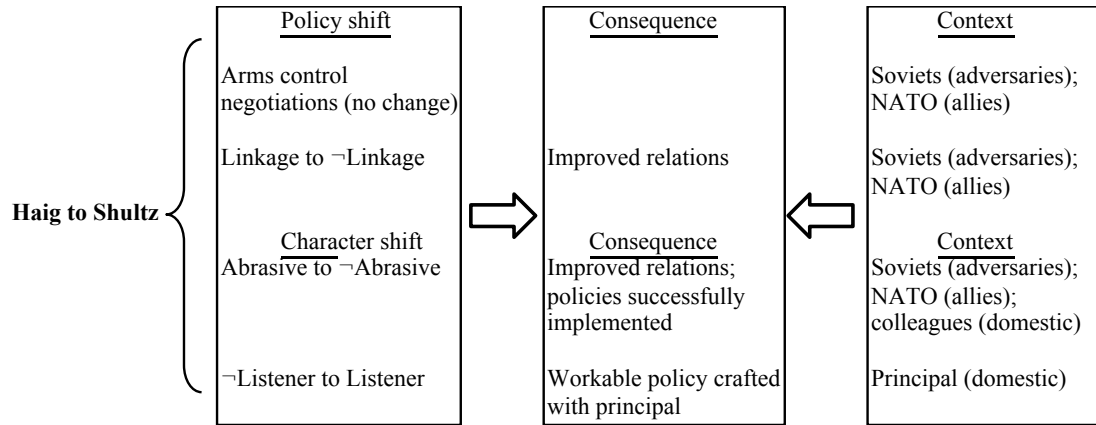 Policy shift
Arms control
negotiations (no change)
Linkage to ¬Linkage
Character shift
Abrasive to ¬Abrasive
¬Listener to Listener
Haig to Shultz
Consequence
Improved relations
Consequence
Improved relations;
policies successfully
implemented
Workable policy crafted
with principal
Context
Soviets (adversaries);
NATO (allies)
Soviets (adversaries);
NATO (allies)
Context
Soviets (adversaries);
NATO (allies);
colleagues (domestic)
Principal (domestic)